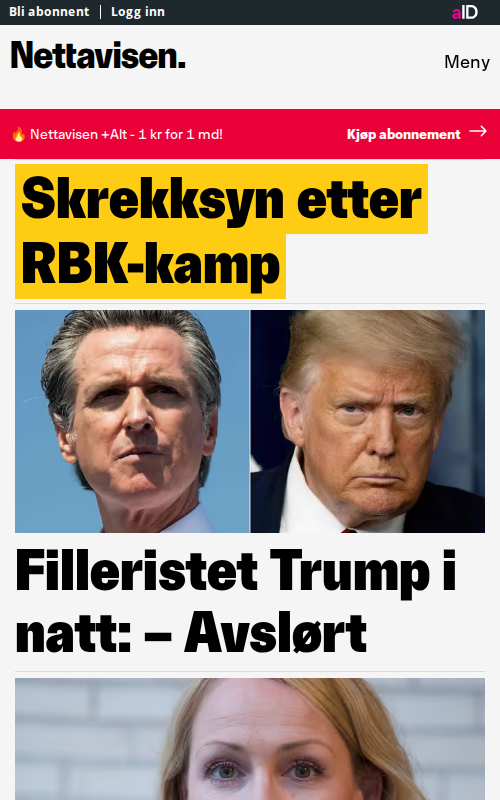 Bli abonnent | Logg inn
aID
Nettavisen.
Meny
🔥 Nettavisen +Alt - 1 kr for 1 md!
Kjøp abonnement →
Skrekksyn etter
RBK-kamp
Filleristet Trump i
natt: – Avslørt